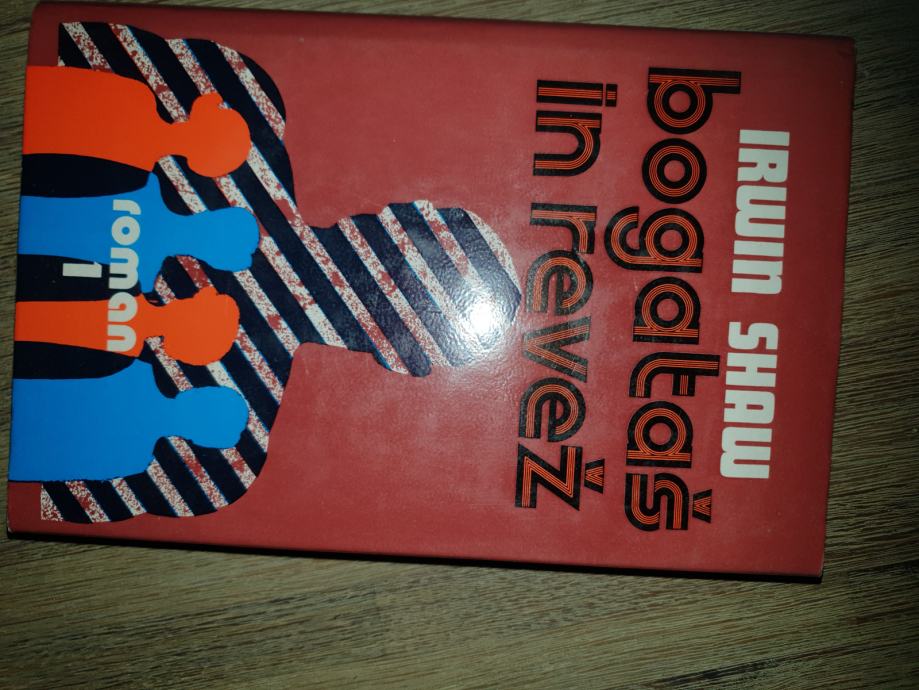 IRWIN SHAW
bogataš
in revež
roman
1